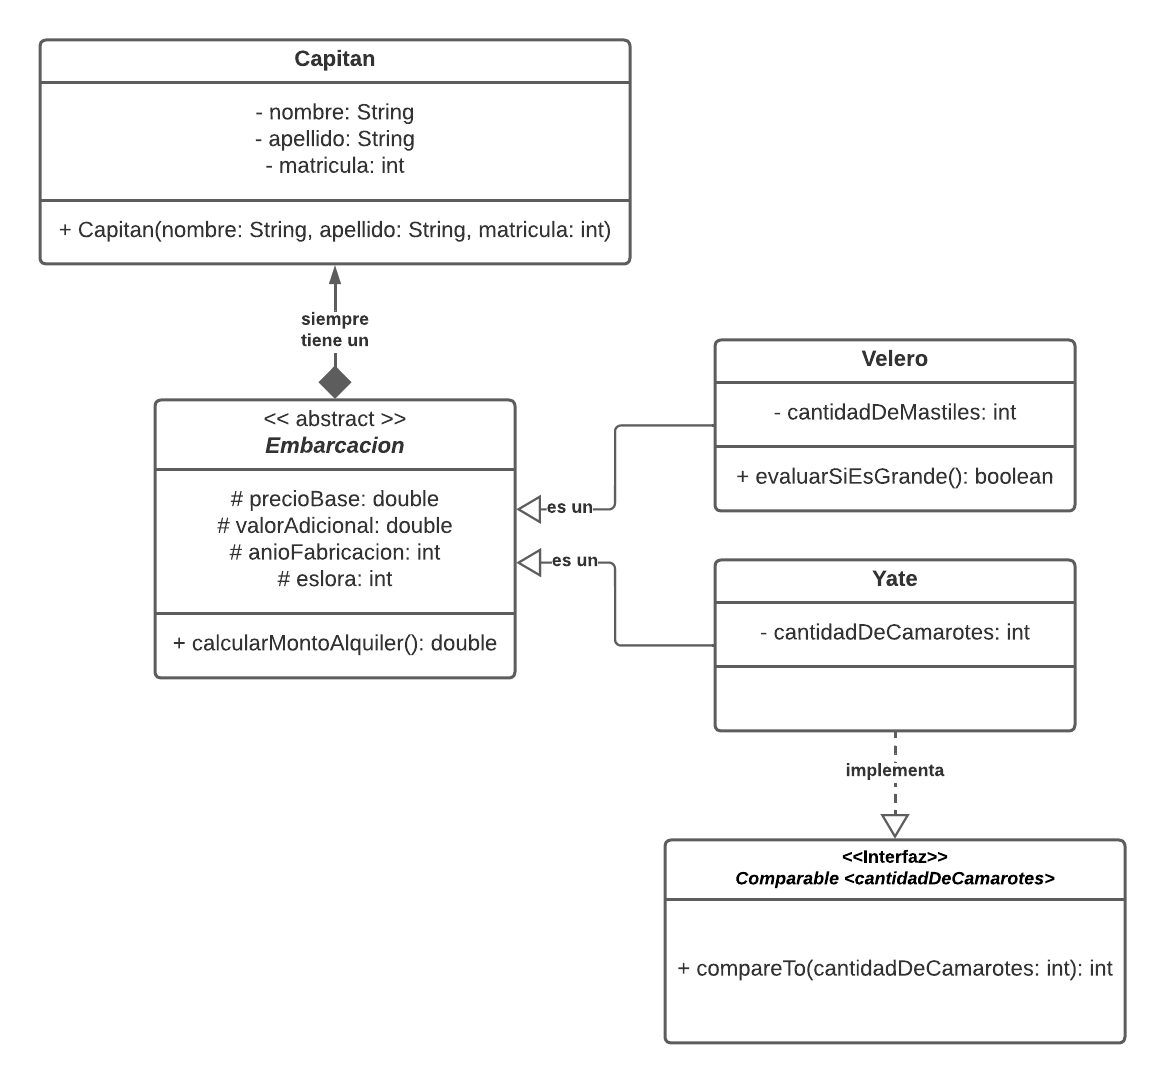 Capitan
- nombre: String
- apellido: String
- matricula: int
+ Capitan(nombre: String, apellido: String, matricula: int)
siempre
tiene un
<< abstract >>
Embarcacion
# precioBase: double
# valorAdicional: double
# anioFabricacion: int
# eslora: int
+ calcularMontoAlquiler(): double
es un
es un
Velero
- cantidadDeMastiles: int
+ evaluarSiEsGrande(): boolean
Yate
- cantidadDeCamarotes: int
implementa
<<Interfaz>>
Comparable <cantidadDeCamarotes>
+ compareTo(cantidadDeCamarotes: int): int